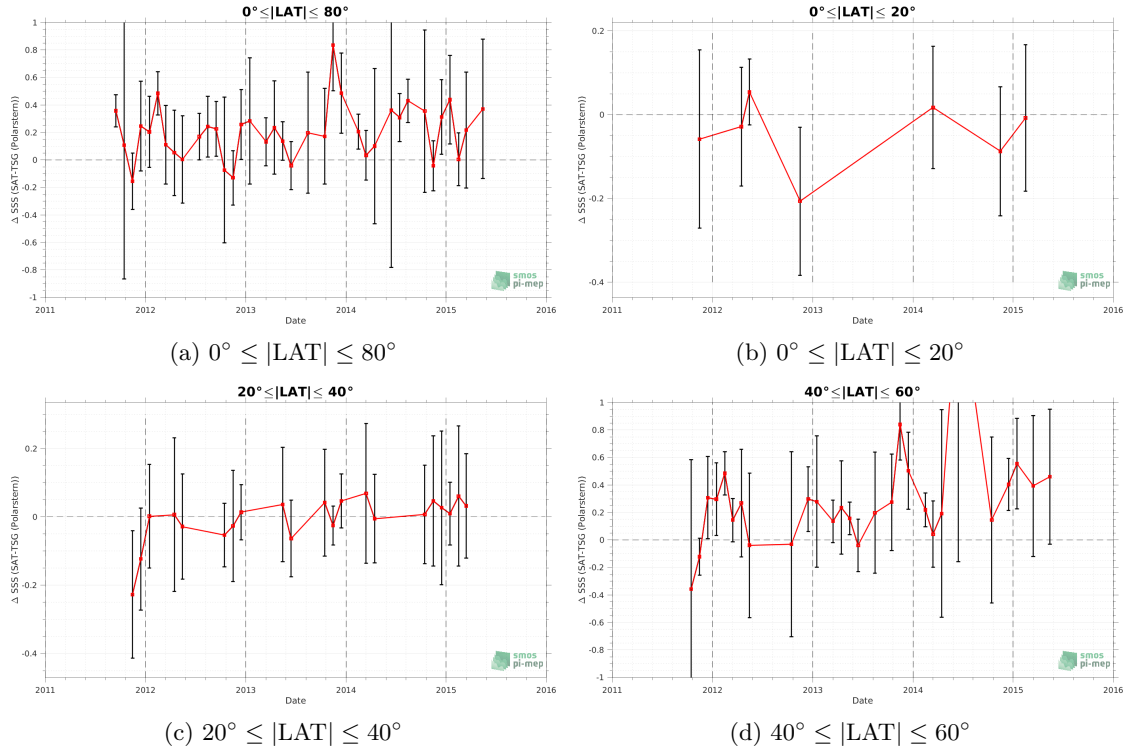 0°≤|LAT|≤ 80°
1
0.8
0.6
0.4
0.2
0
-0.2
-0.4
-0.6
-0.8
-1
Δ SSS (SAT-TSG (Polarstern))
2011 2012 2013 2014 2015 2016
Date
smos
pi-mep
(a) 0° ≤ |LAT| ≤ 80°
0°≤|LAT|≤ 20°
0.2
0
-0.2
-0.4
Δ SSS (SAT-TSG (Polarstern))
2011 2012 2013 2014 2015 2016
Date
smos
pi-mep
(b) 0° ≤ |LAT| ≤ 20°
20°≤|LAT|≤ 40°
0.2
0
-0.2
-0.4
Δ SSS (SAT-TSG (Polarstern))
2011 2012 2013 2014 2015 2016
Date
smos
pi-mep
(c) 20° ≤ |LAT| ≤ 40°
40°≤|LAT|≤ 60°
1
0.8
0.6
0.4
0.2
0
-0.2
-0.4
-0.6
-0.8
-1
Δ SSS (SAT-TSG (Polarstern))
2011 2012 2013 2014 2015 2016
Date
smos
pi-mep
(d) 40° ≤ |LAT| ≤ 60°